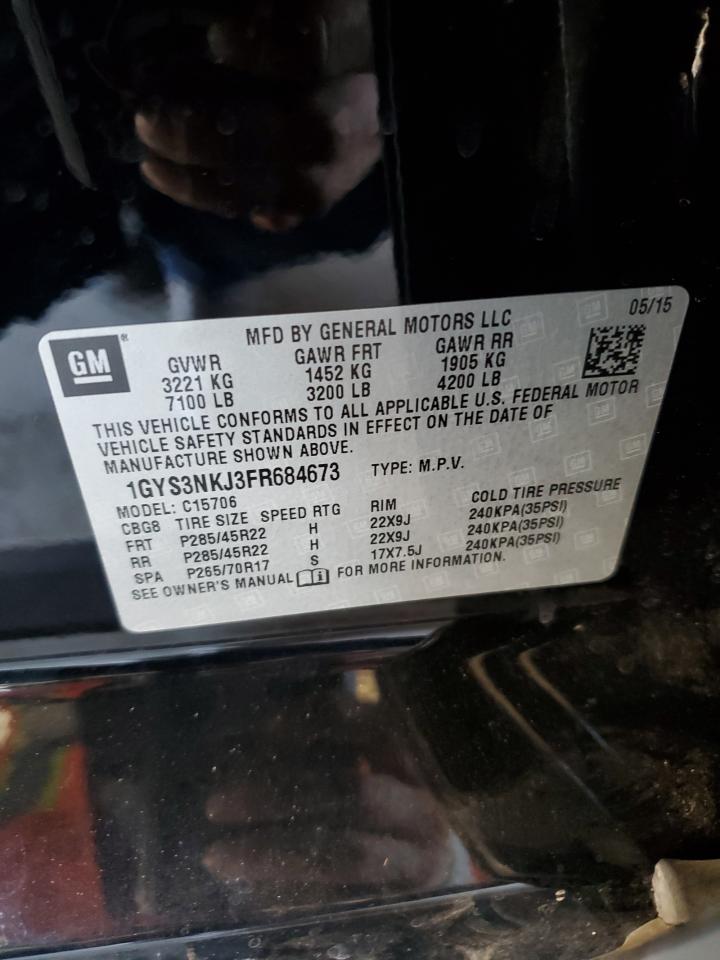 05/15
GM®
MFD BY GENERAL MOTORS LLC
GVWR GAWR FRT GAWR RR
3221 KG 1452 KG 1905 KG
7100 LB 3200 LB 4200 LB
THIS VEHICLE CONFORMS TO ALL APPLICABLE U.S. FEDERAL MOTOR
VEHICLE SAFETY STANDARDS IN EFFECT ON THE DATE OF
MANUFACTURE SHOWN ABOVE.
1GYS3NKJ3FR684673 TYPE: M.P.V.
MODEL: C15706
CBG8 TIRE SIZE SPEED RTG RIM COLD TIRE PRESSURE
FRT P285/45R22 H 22X9J 240KPA(35PSI)
RR P285/45R22 H 22X9J 240KPA(35PSI)
SPA P265/70R17 S 17X7.5J 240KPA(35PSI)
SEE OWNER'S MANUAL FOR MORE INFORMATION.